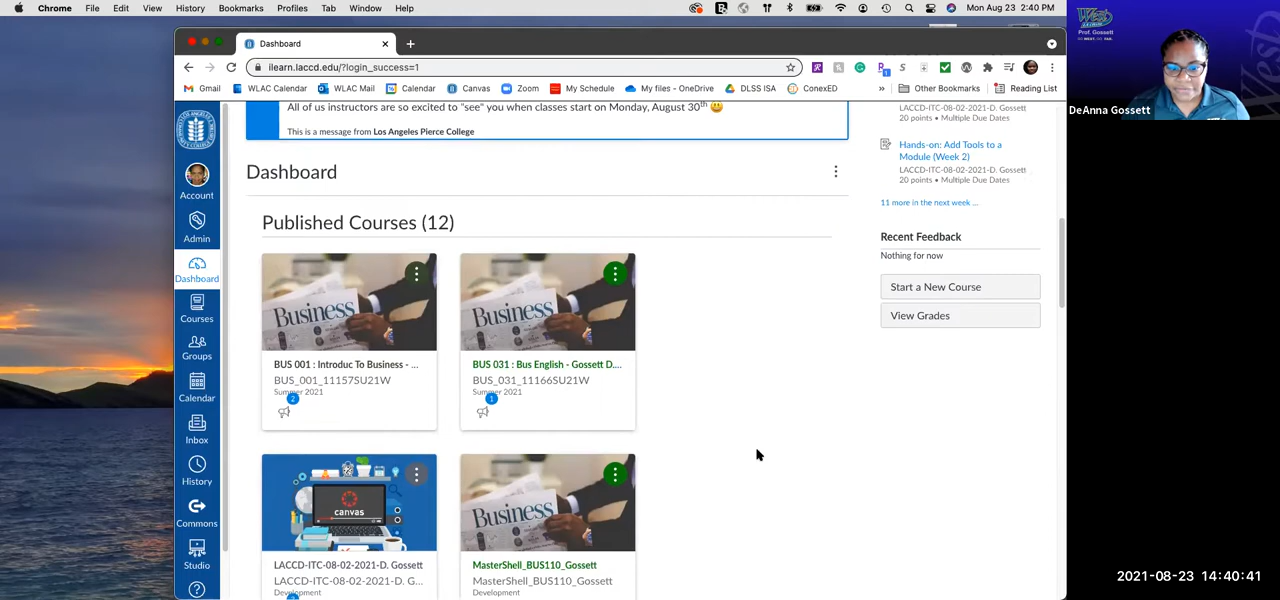 Chrome File Edit View History Bookmarks Profiles Tab Window Help
Mon Aug 23 2:40 PM
Dashboard
ilearn.laccd.edu/?login_success=1
Gmail WLAC Calendar WLAC Mail Calendar Canvas Zoom My Schedule My files - OneDrive DLSS ISA ConexED » Other Bookmarks Reading List
All of us instructors are so excited to "see" you when classes start on Monday, August 30th
This is a message from Los Angeles Pierce College
Account
Admin
Dashboard
Courses
Groups
Calendar
Inbox
History
Commons
Studio
Dashboard
Published Courses (12)
Business
BUS 001 : Introduc To Business - ...
BUS_001_11157SU21W
Summer 2021
2
Business
BUS 031 : Bus English - Gossett D....
BUS_031_11166SU21W
Summer 2021
1
canvas
LACCD-ITC-08-02-2021-D. Gossett
LACCD-ITC-08-02-2021-D. G...
Development
Business
MasterShell_BUS110_Gossett
MasterShell_BUS110_Gossett
Development
LACCD-ITC-08-02-2021-D. Gossett
20 points • Multiple Due Dates
Hands-on: Add Tools to a
Module (Week 2)
LACCD-ITC-08-02-2021-D. Gossett
20 points • Multiple Due Dates
11 more in the next week ...
Recent Feedback
Nothing for now
Start a New Course
View Grades
West
Prof. Gossett
DeAnna Gossett
2021-08-23 14:40:41